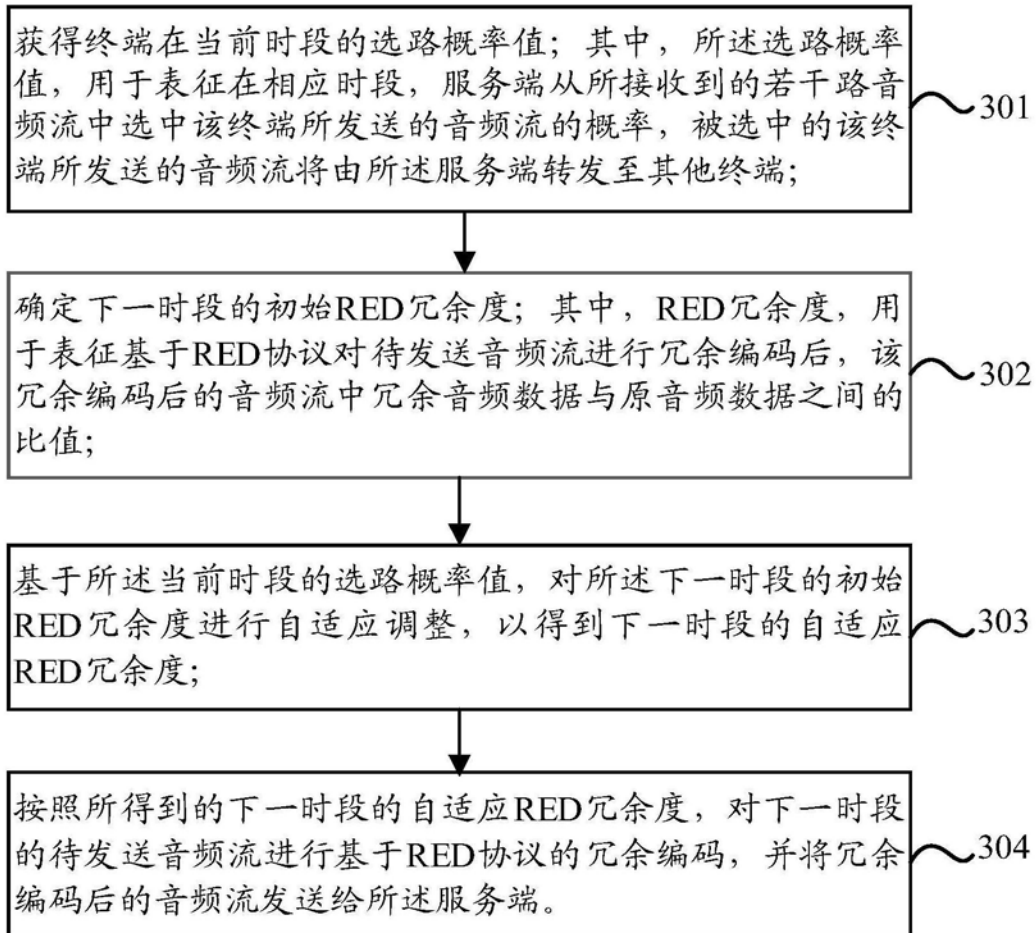 获得终端在当前时段的选路概率值；其中，所述选路概率
值，用于表征在相应时段，服务端从所接收到的若干路音
频流中选中该终端所发送的音频流的概率，被选中的该终
端所发送的音频流将由所述服务端转发至其他终端；
301
确定下一时段的初始RED冗余度；其中，RED冗余度，用
于表征基于RED协议对待发送音频流进行冗余编码后，该
冗余编码后的音频流中冗余音频数据与原音频数据之间的
比值；
302
基于所述当前时段的选路概率值，对所述下一时段的初始
RED冗余度进行自适应调整，以得到下一时段的自适应
RED冗余度；
303
按照所得到的下一时段的自适应RED冗余度，对下一时段
的待发送音频流进行基于RED协议的冗余编码，并将冗余
编码后的音频流发送给所述服务端。
304